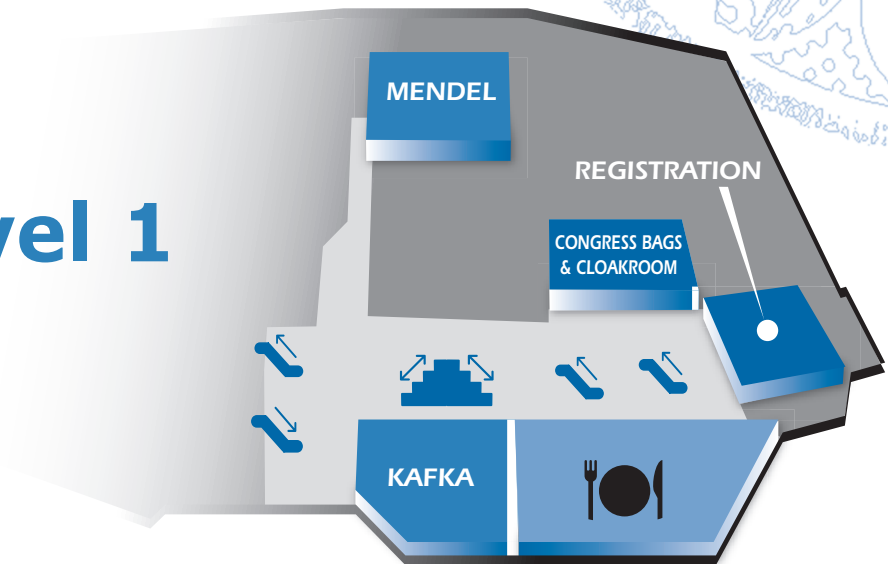 MENDEL
REGISTRATION
vel 1
CONGRESS BAGS
& CLOAKROOM
KAFKA